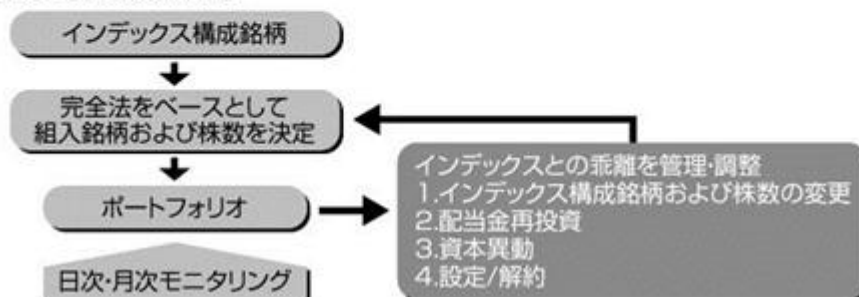 インデックス構成銘柄
完全法をベースとして
組入銘柄および株数を決定
ポートフォリオ
日次・月次モニタリング
インデックスとの乖離を管理・調整
1.インデックス構成銘柄および株数の変更
2.配当金再投資
3.資本異動
4.設定/解約